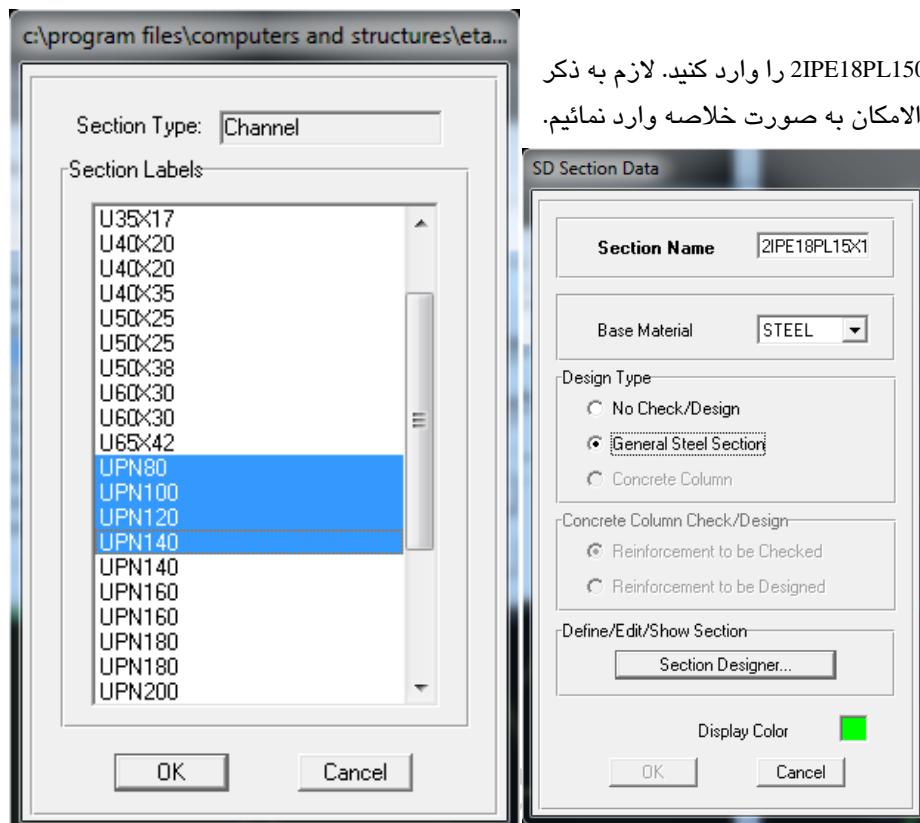 c:\program files\computers and structures\eta...
Section Type: Channel
Section Labels
U35X17
U40X20
U40X20
U40X35
U50X25
U50X25
U50X38
U60X30
U60X30
U65X42
UPN80
UPN100
UPN120
UPN140
UPN140
UPN160
UPN160
UPN180
UPN180
UPN200
OK Cancel
2IPE18PL150 را وارد کنید. لازم به ذکر
الامکان به صورت خلاصه وارد نمائیم.
SD Section Data
Section Name 2IPE18PL15X1
Base Material STEEL
Design Type
No Check/Design
General Steel Section
Concrete Column
Concrete Column Check/Design
Reinforcement to be Checked
Reinforcement to be Designed
Define/Edit/Show Section
Section Designer...
Display Color
OK Cancel